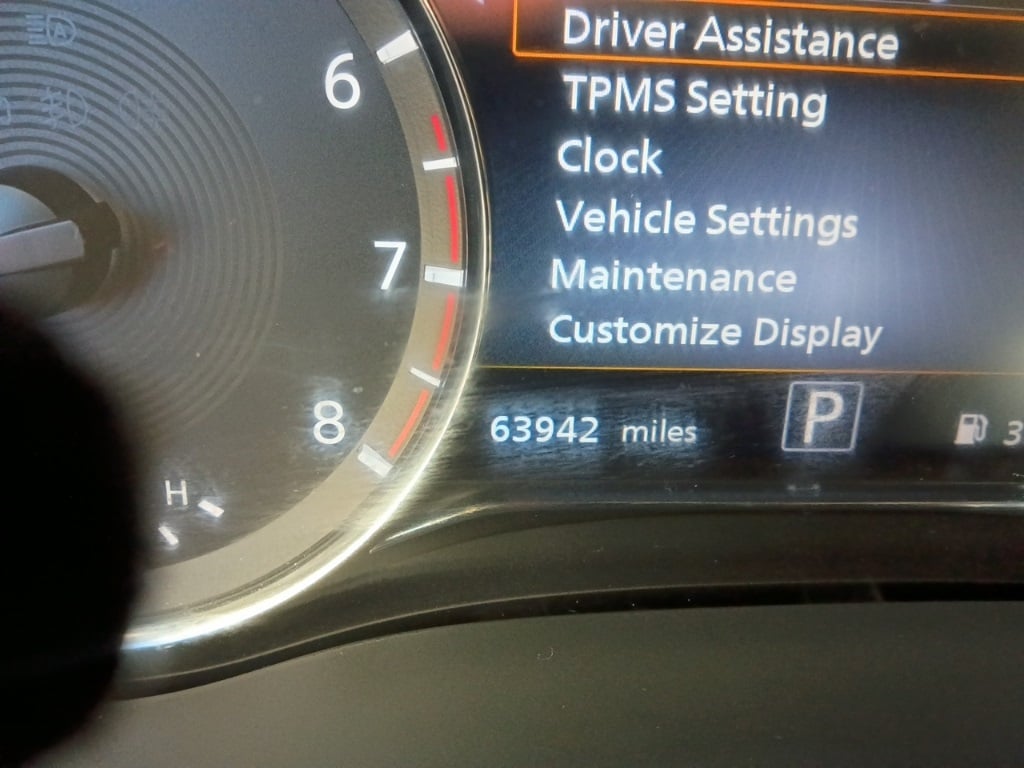 Driver Assistance
TPMS Setting
Clock
Vehicle Settings
Maintenance
Customize Display
63942 miles P
6
7
8
H